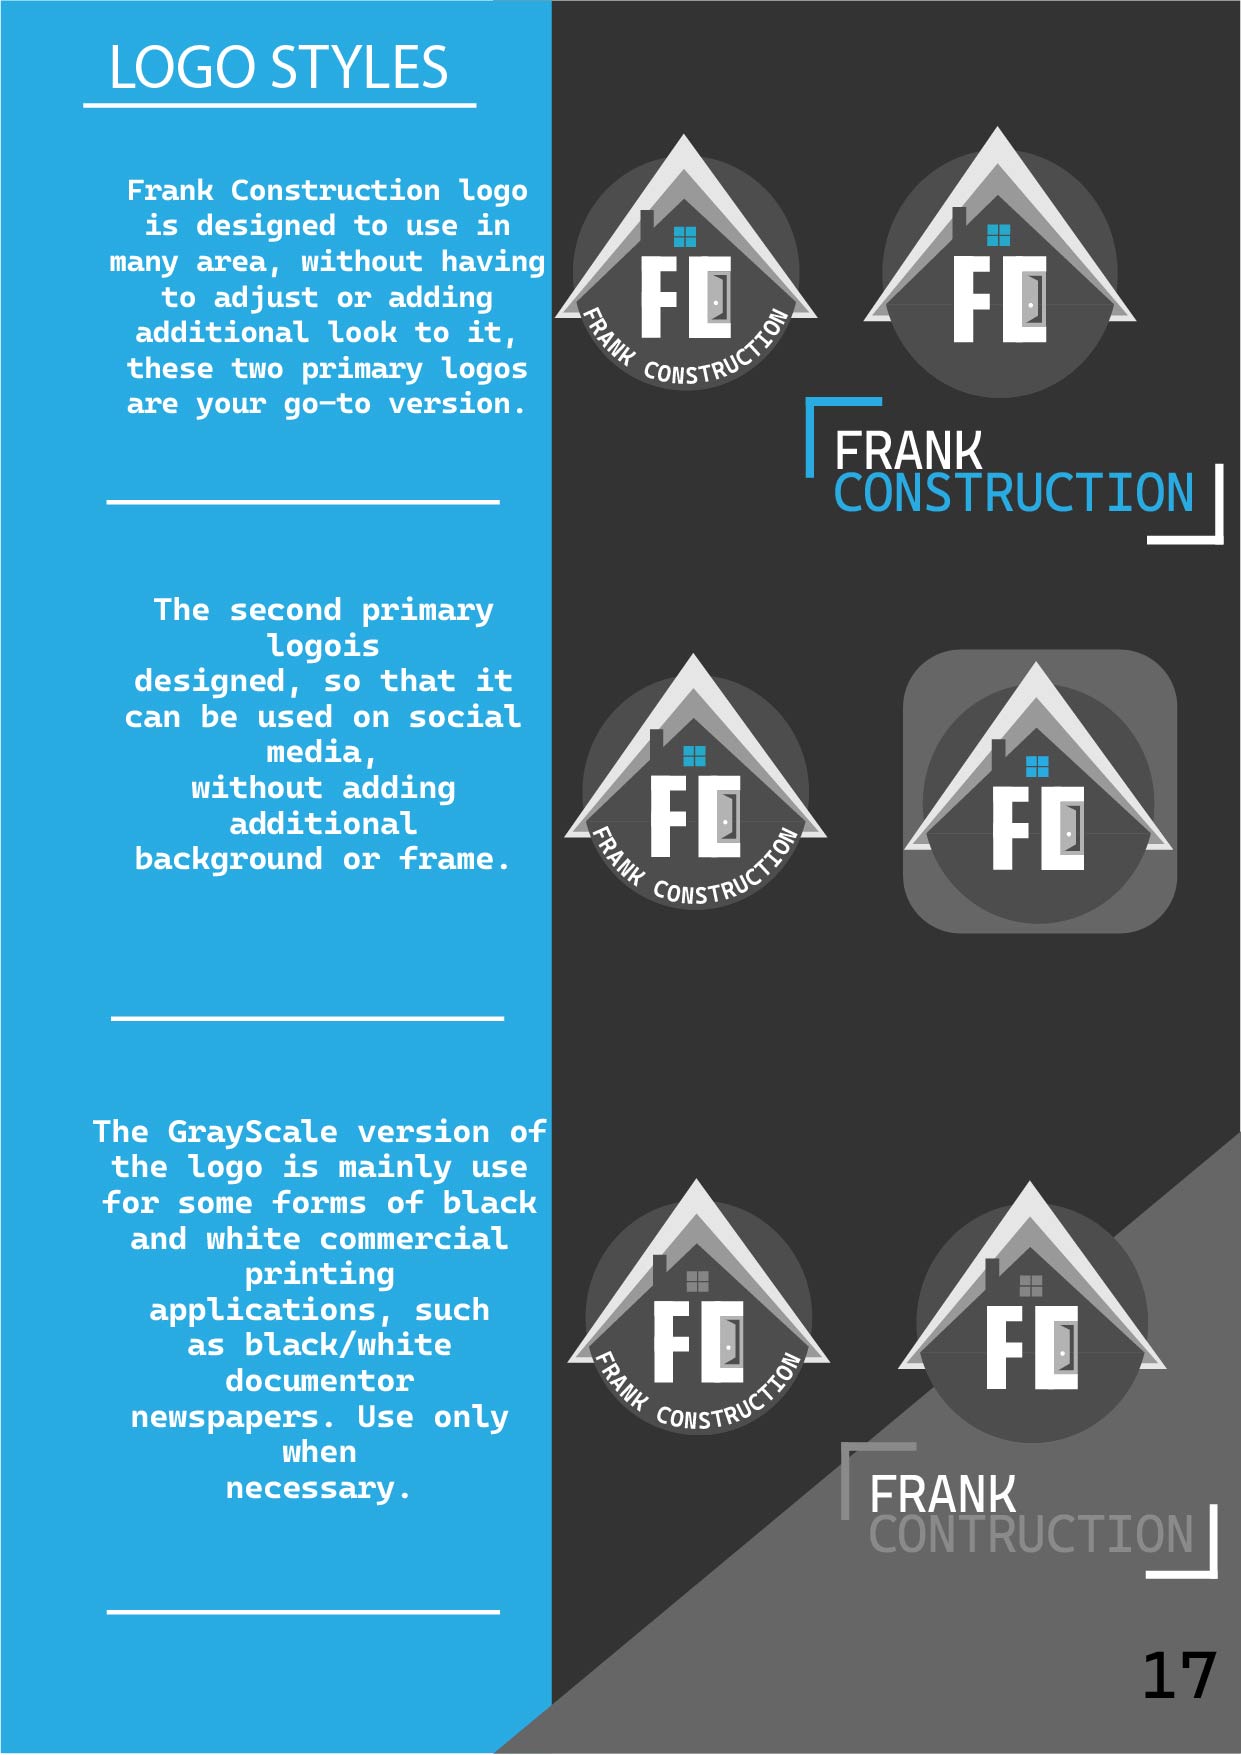 LOGO STYLES
Frank Construction logo
is designed to use in
many area, without having
to adjust or adding
additional look to it,
these two primary logos
are your go-to version.
FC
FRANK CONSTRUCTION
FC
FRANK
CONSTRUCTION
The second primary
logois
designed, so that it
can be used on social
media,
without adding
additional
background or frame.
FC
FRANK CONSTRUCTION
FC
The GrayScale version of
the logo is mainly use
for some forms of black
and white commercial
printing
applications, such
as black/white
documentor
newspapers. Use only
when
necessary.
FC
FRANK CONSTRUCTION
FC
FRANK
CONTRUCTION
17